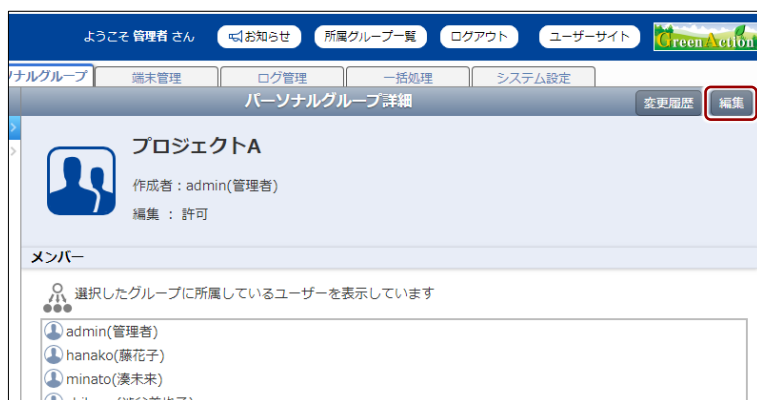 ようこそ 管理者 さん お知らせ 所属グループ一覧 ログアウト ユーザーサイト Green Action
ソナルグループ 端末管理 ログ管理 一括処理 システム設定
パーソナルグループ詳細 変更履歴 編集
プロジェクトA
作成者 : admin(管理者)
編集 : 許可
メンバー
選択したグループに所属しているユーザーを表示しています
admin(管理者)
hanako(藤花子)
minato(湊未来)